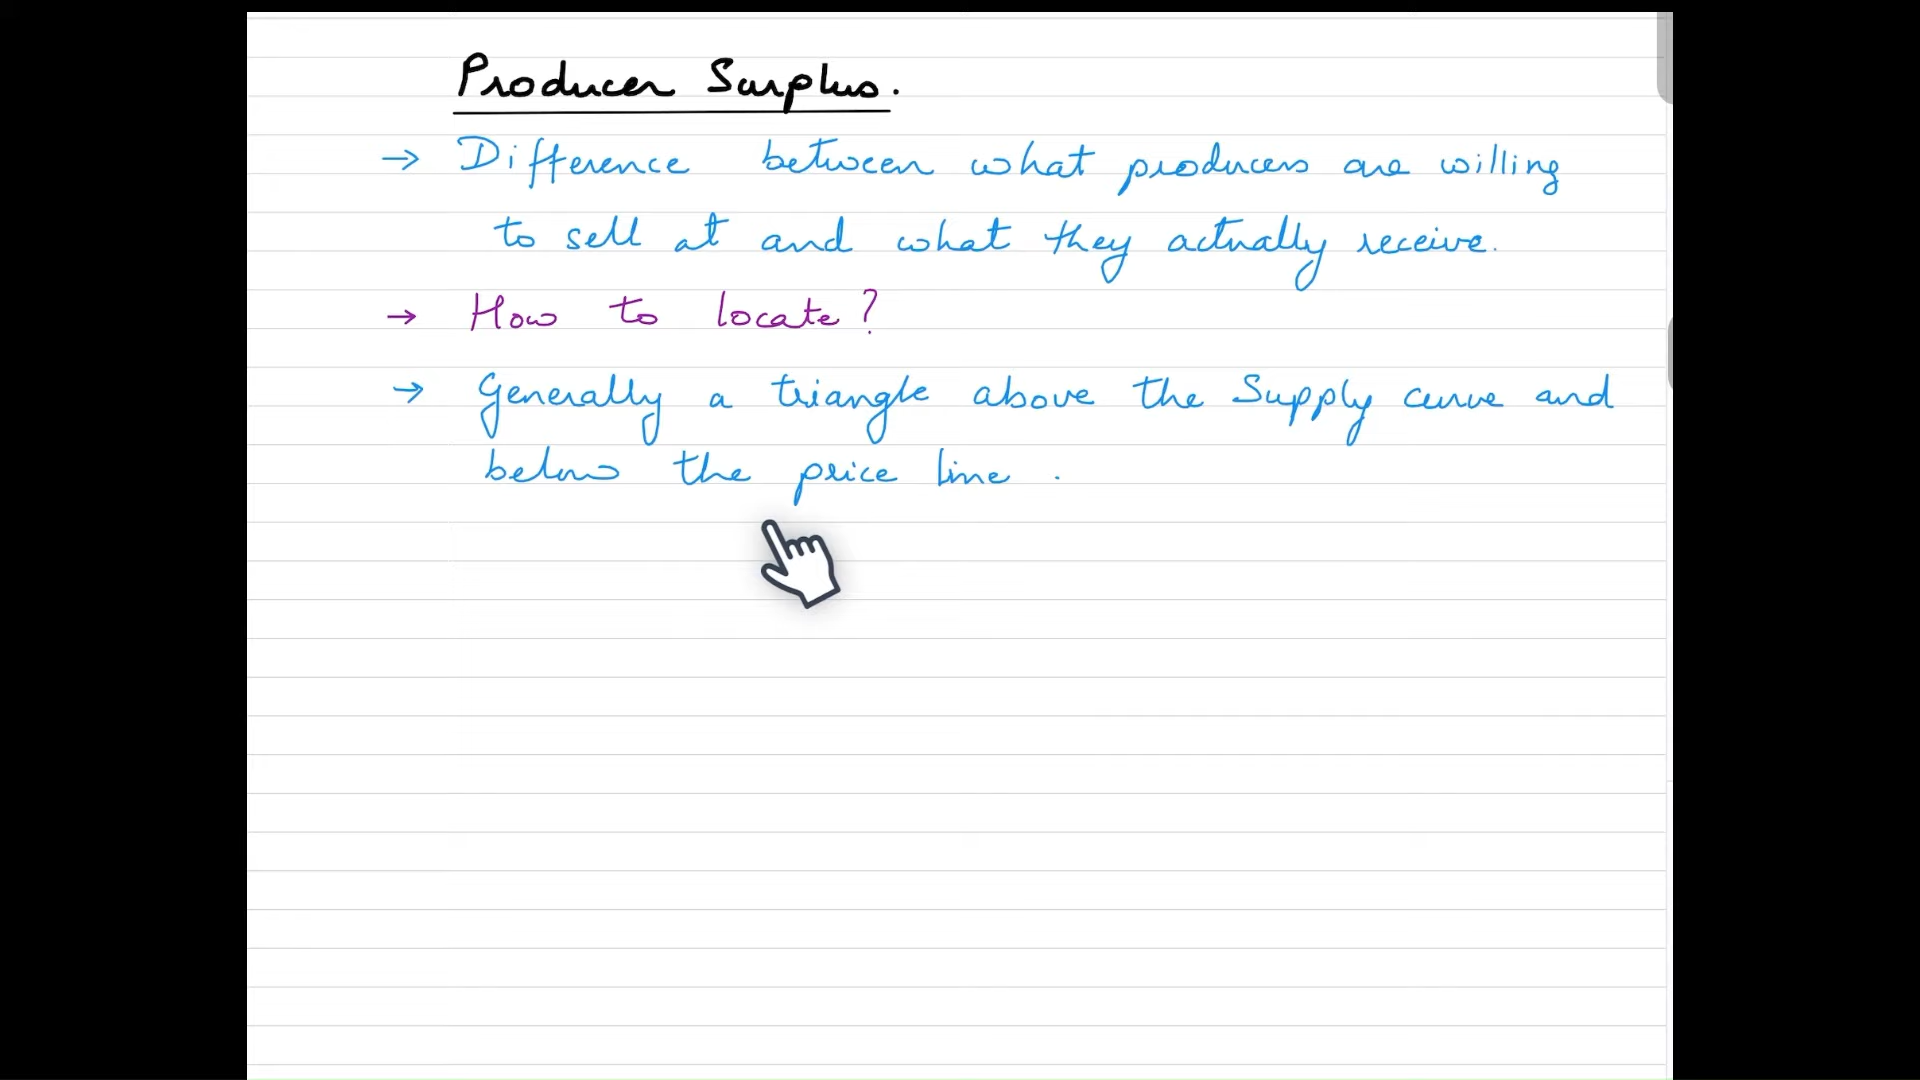 Producer Surplus.
→ Difference between what producers are willing
to sell at and what they actually receive.
→ How to locate?
→ Generally a triangle above the Supply curve and
below the price line.